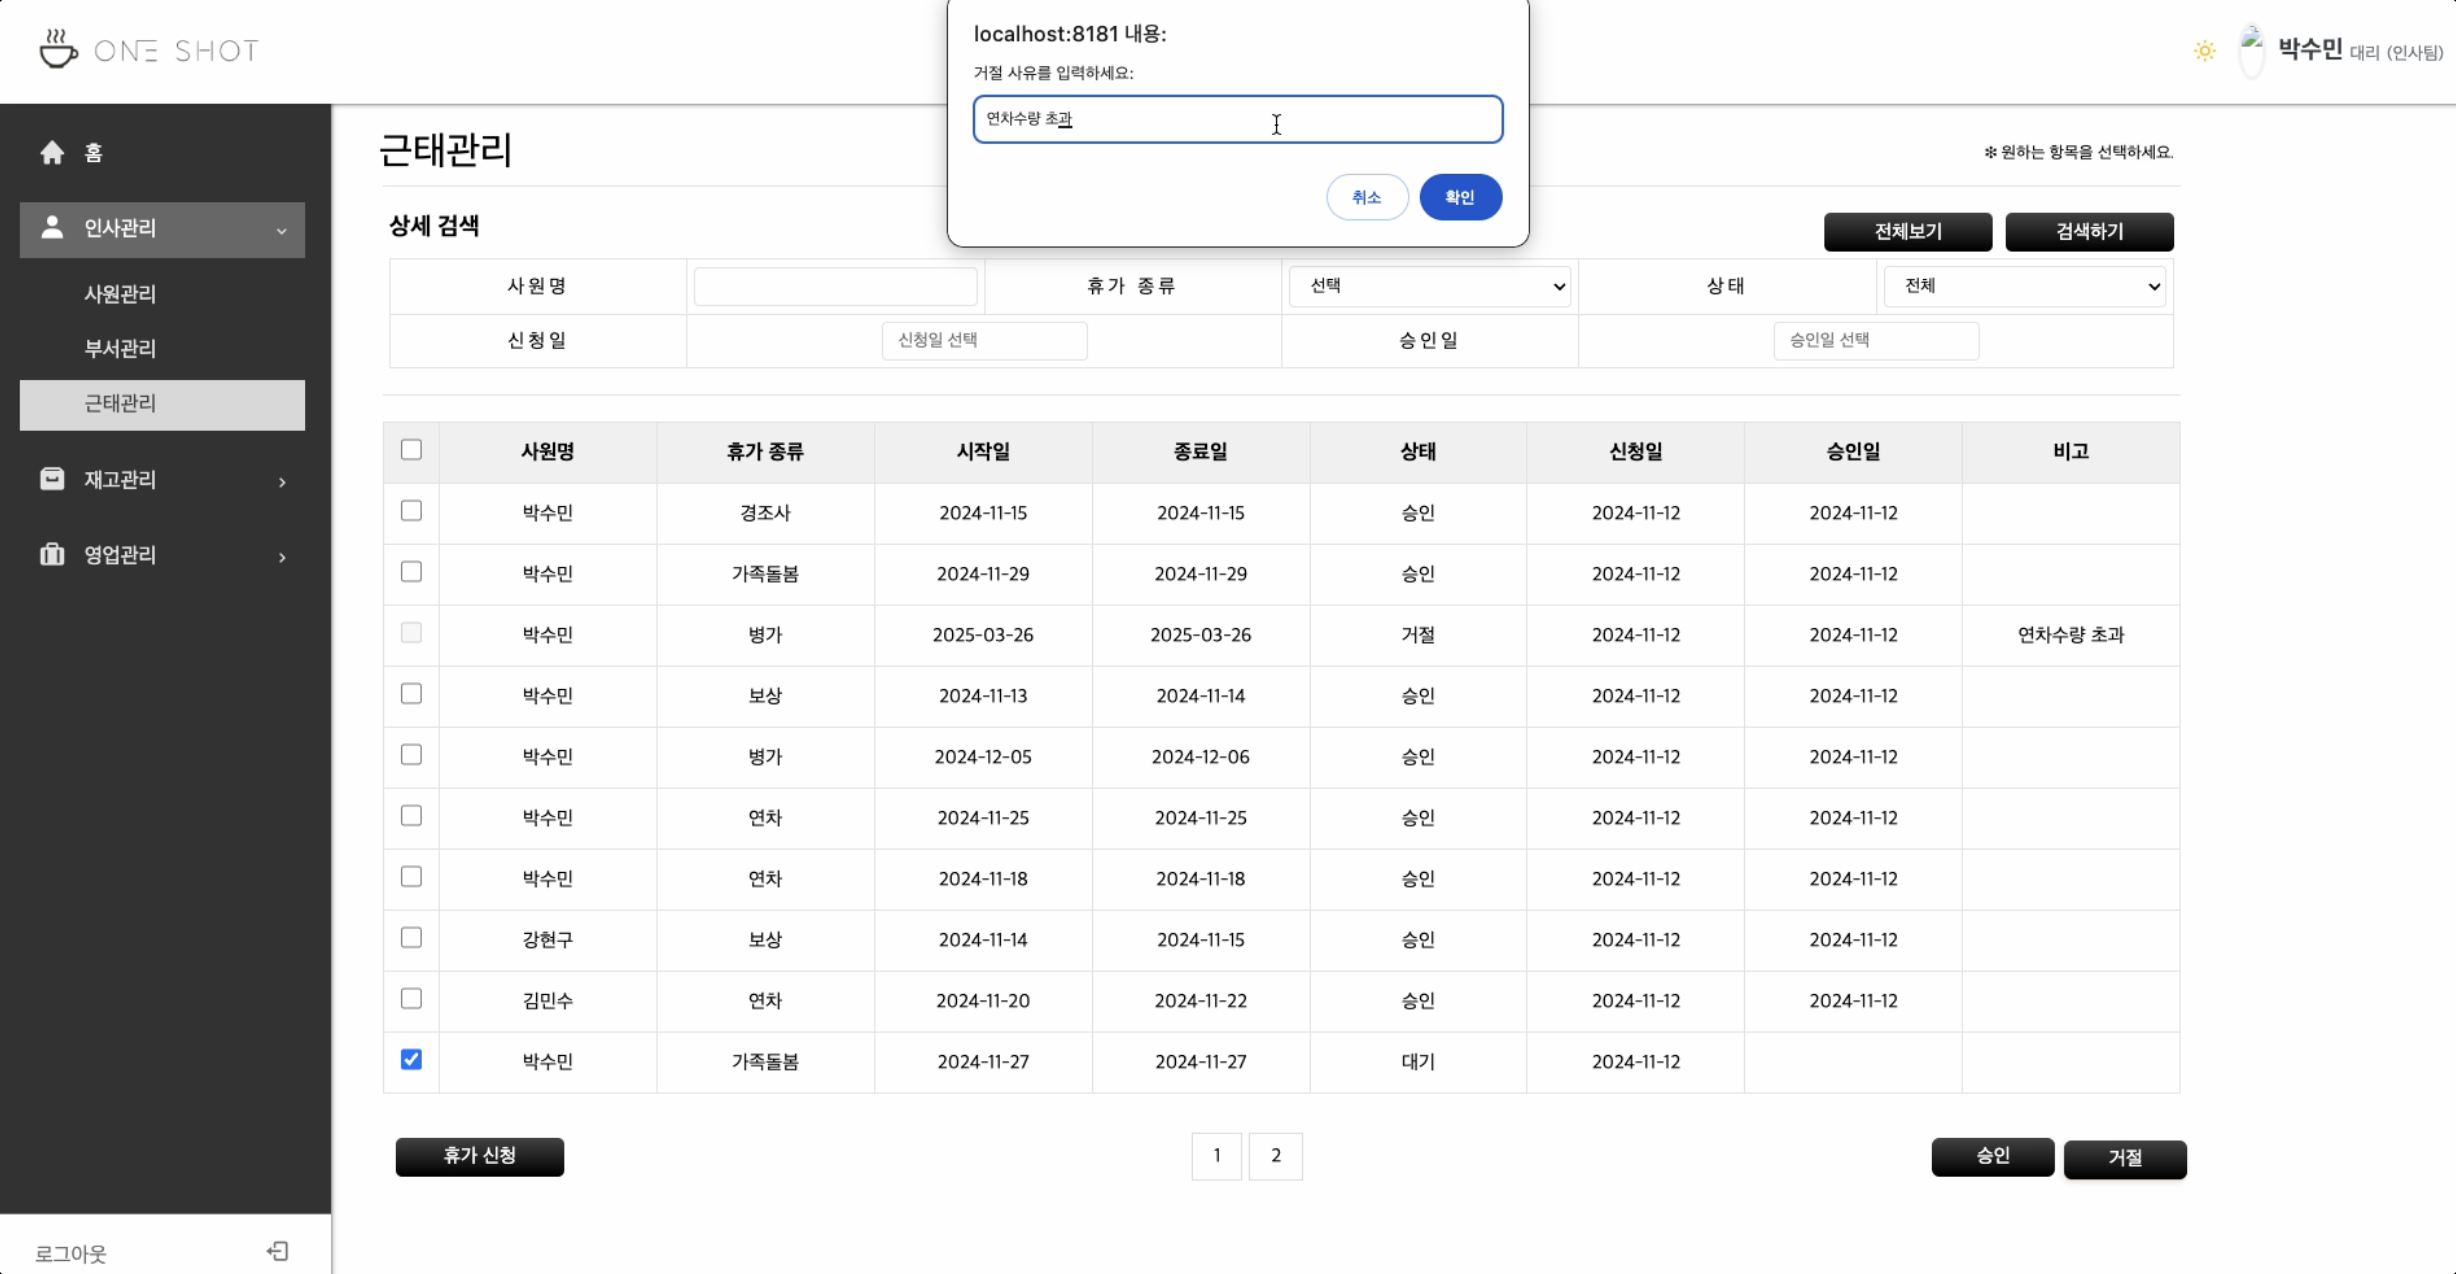 ONE SHOT
박수민 대리 (인사팀)
localhost:8181 내용:
거절 사유를 입력하세요:
연차수량 초과
취소 확인
홈
인사관리
사원관리
부서관리
근태관리
재고관리
영업관리
로그아웃
근태관리
✻ 원하는 항목을 선택하세요.
상세 검색 전체보기 검색하기
사원명 휴가 종류 선택 상태 전체
신청일 신청일 선택 승인일 승인일 선택
사원명 휴가 종류 시작일 종료일 상태 신청일 승인일 비고
박수민 경조사 2024-11-15 2024-11-15 승인 2024-11-12 2024-11-12
박수민 가족돌봄 2024-11-29 2024-11-29 승인 2024-11-12 2024-11-12
박수민 병가 2025-03-26 2025-03-26 거절 2024-11-12 2024-11-12 연차수량 초과
박수민 보상 2024-11-13 2024-11-14 승인 2024-11-12 2024-11-12
박수민 병가 2024-12-05 2024-12-06 승인 2024-11-12 2024-11-12
박수민 연차 2024-11-25 2024-11-25 승인 2024-11-12 2024-11-12
박수민 연차 2024-11-18 2024-11-18 승인 2024-11-12 2024-11-12
강현구 보상 2024-11-14 2024-11-15 승인 2024-11-12 2024-11-12
김민수 연차 2024-11-20 2024-11-22 승인 2024-11-12 2024-11-12
박수민 가족돌봄 2024-11-27 2024-11-27 대기 2024-11-12
휴가 신청 1 2 승인 거절